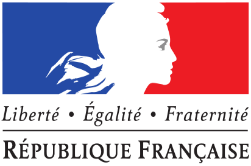 Liberté • Égalité • Fraternité
RÉPUBLIQUE FRANÇAISE